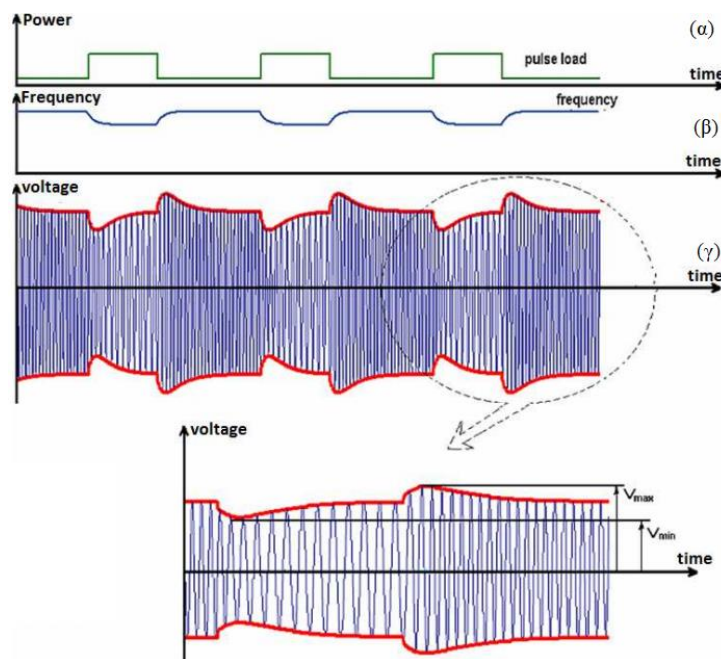 Power
(α)
pulse load
time
Frequency
frequency
(β)
time
voltage
(γ)
time
voltage
Vmax
Vmin
time